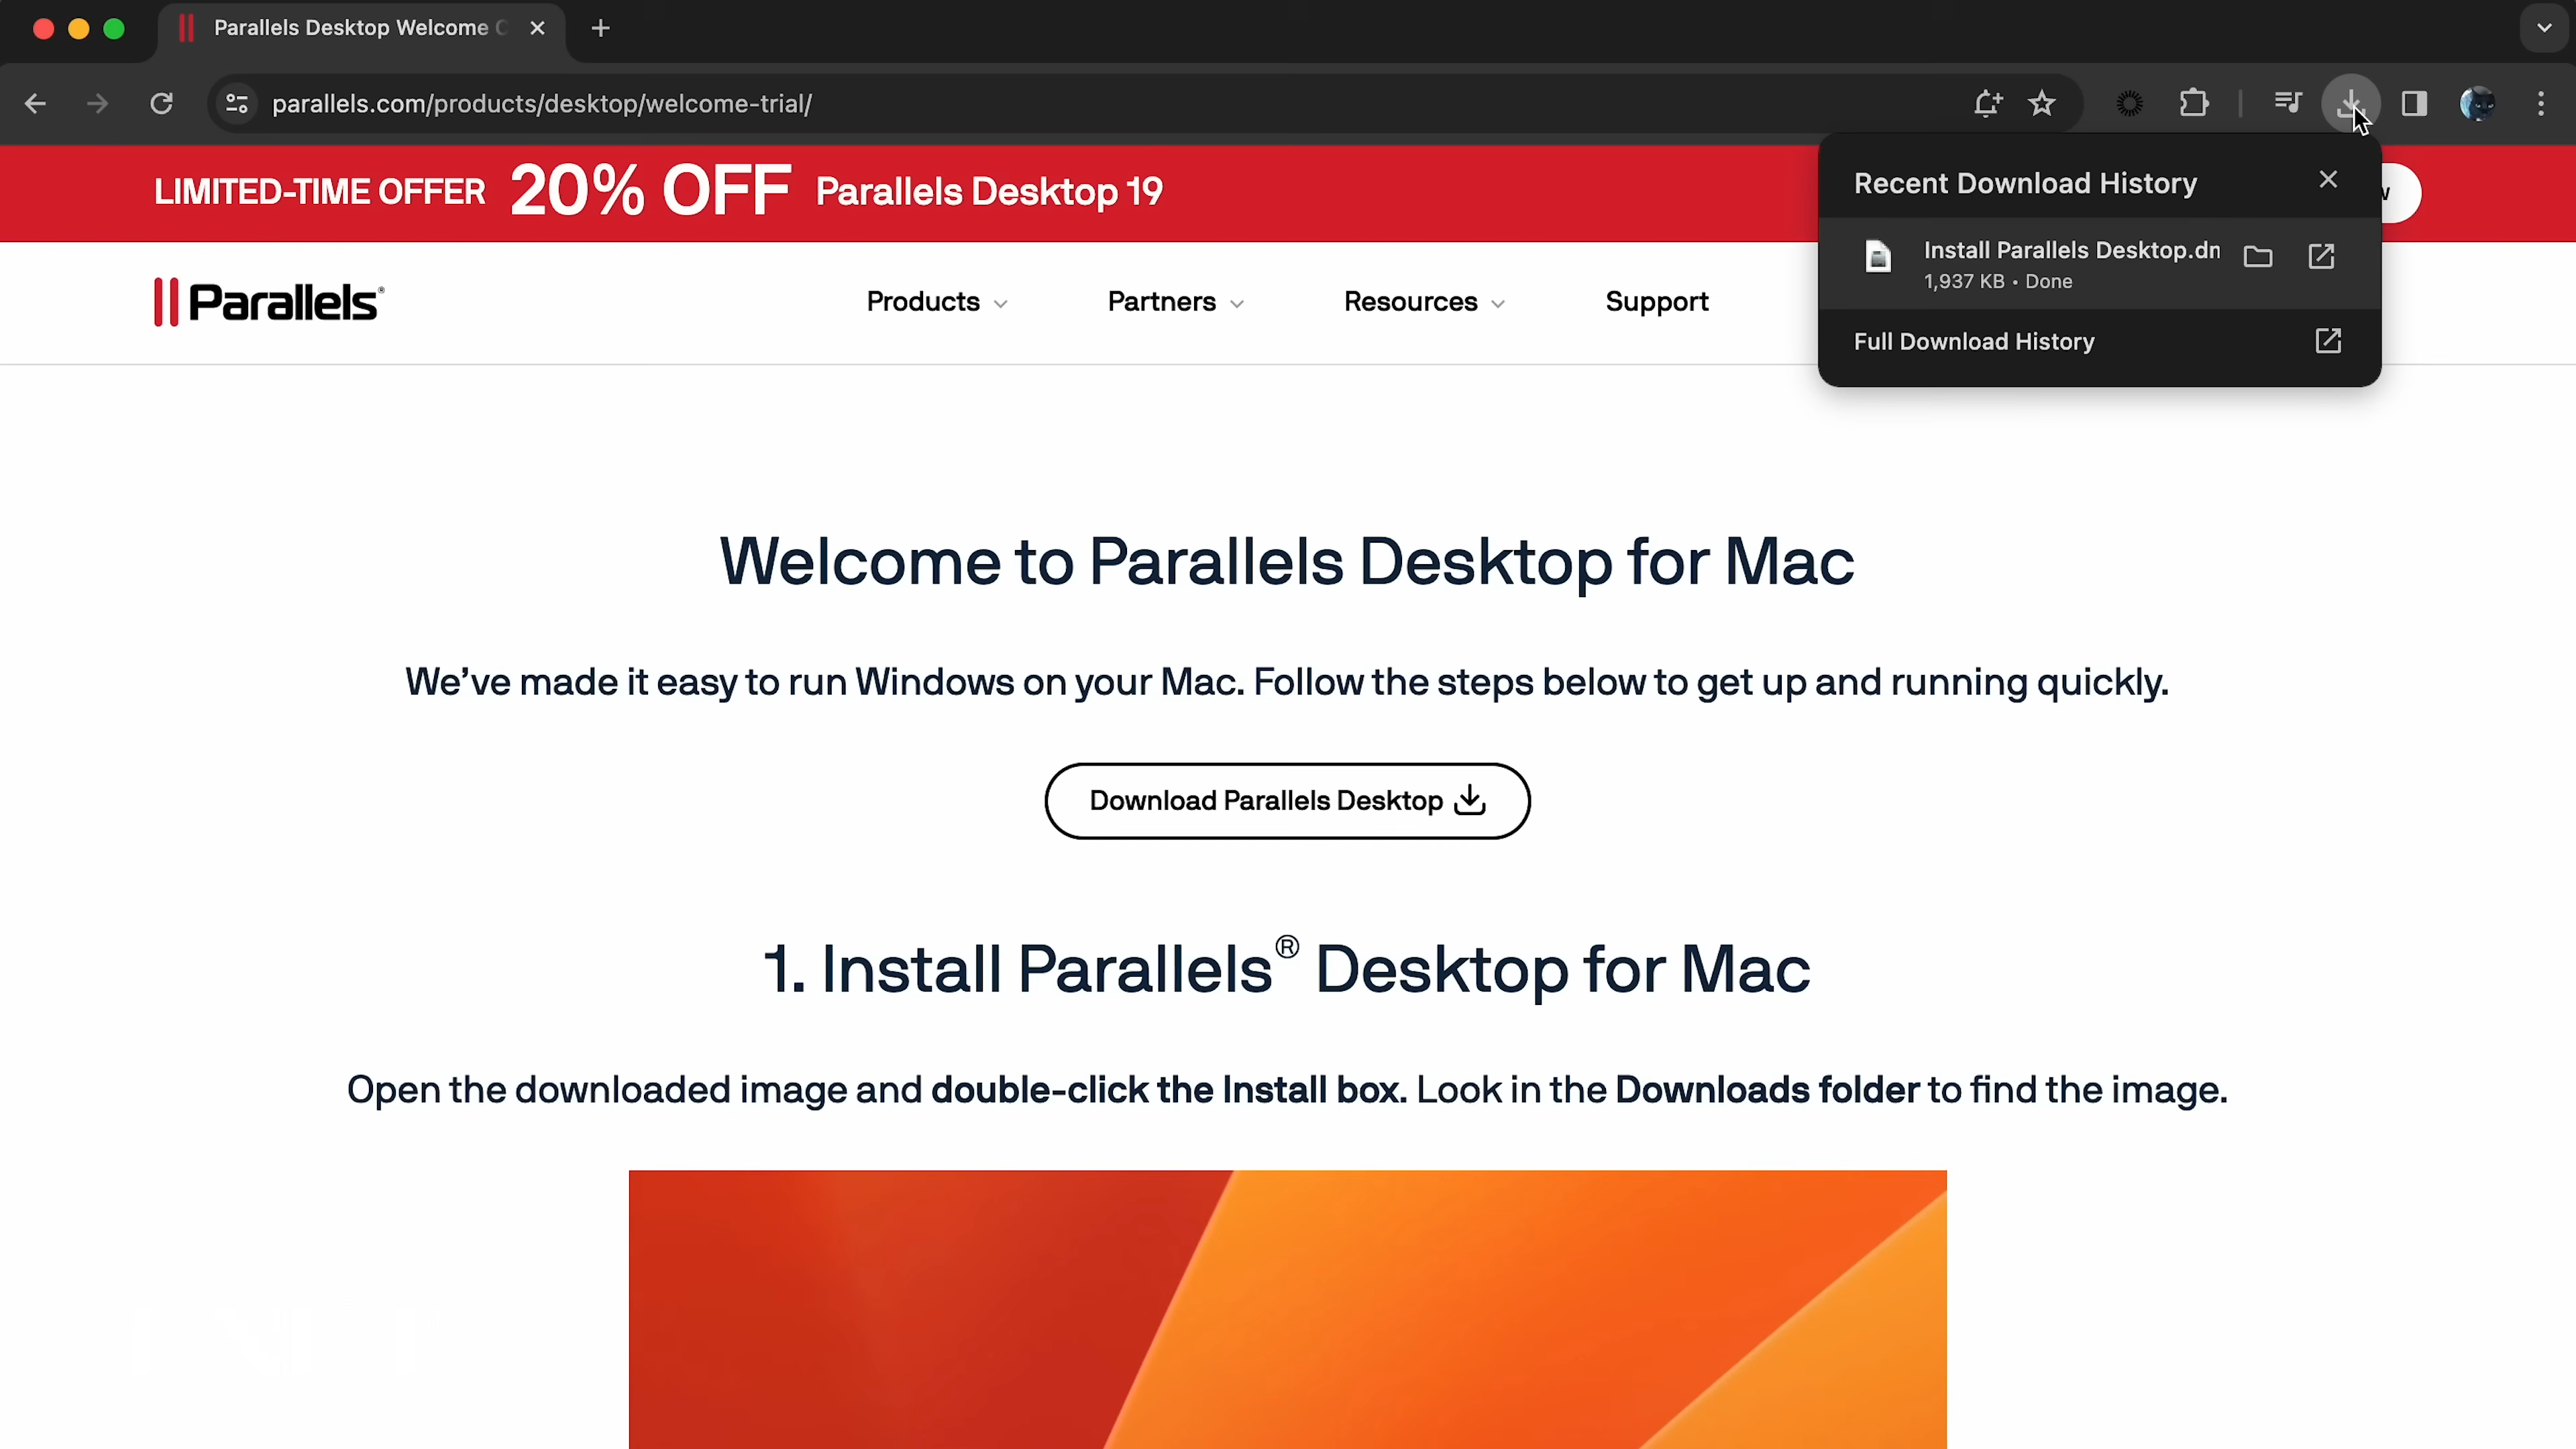 Parallels Desktop Welcome
parallels.com/products/desktop/welcome-trial/
LIMITED-TIME OFFER 20% OFF Parallels Desktop 19
Recent Download History
Install Parallels Desktop.dm
1,937 KB • Done
Full Download History
Parallels®
Products Partners Resources Support
Welcome to Parallels Desktop for Mac
We've made it easy to run Windows on your Mac. Follow the steps below to get up and running quickly.
Download Parallels Desktop
1. Install Parallels® Desktop for Mac
Open the downloaded image and double-click the Install box. Look in the Downloads folder to find the image.